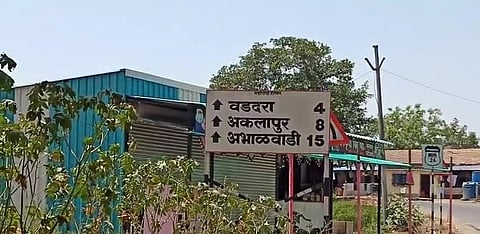 ↑ वडदरा 4
↑ अकलापुर 8
↑ अभाळवाडी 15